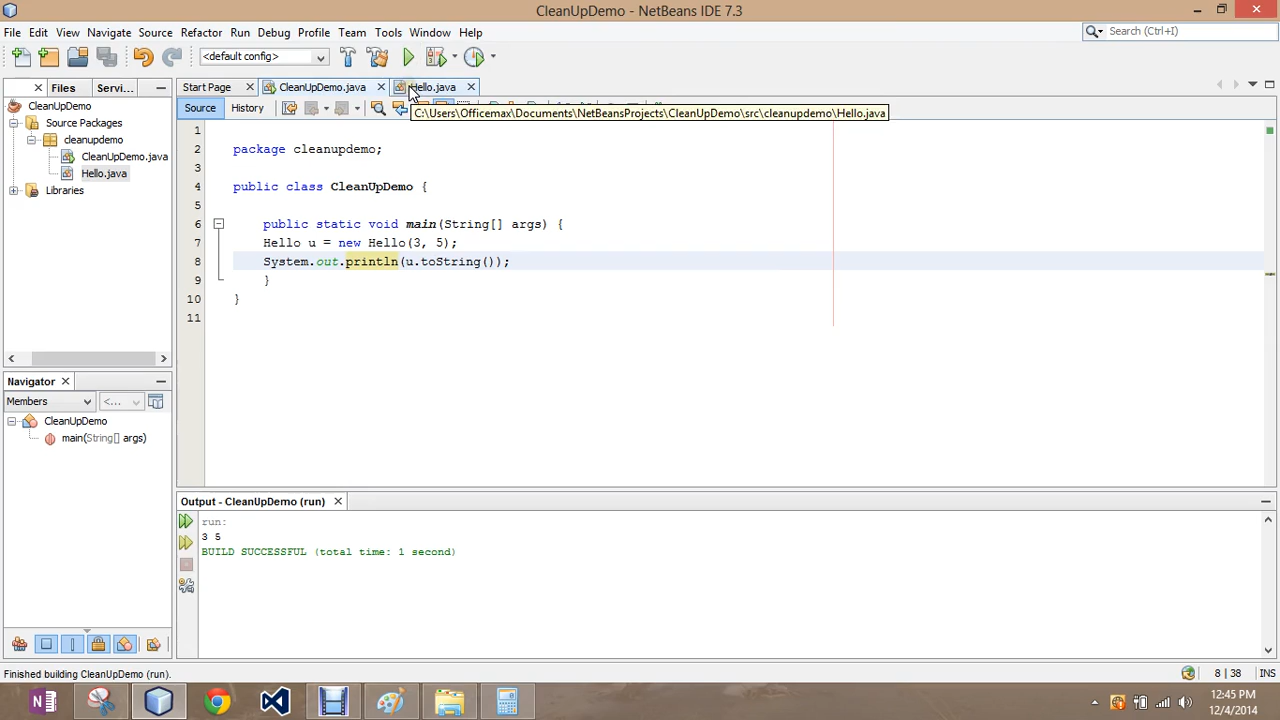 CleanUpDemo - NetBeans IDE 7.3
File Edit View Navigate Source Refactor Run Debug Profile Team Tools Window Help
Search (Ctrl+I)
<default config>
Files Servi...
Start Page CleanUpDemo.java Hello.java
Source History
C:\Users\Officemax\Documents\NetBeansProjects\CleanUpDemo\src\cleanupdemo\Hello.java
CleanUpDemo
Source Packages
cleanupdemo
CleanUpDemo.java
Hello.java
Libraries
1
2 package cleanupdemo;
3
4 public class CleanUpDemo {
5
6 public static void main(String[] args) {
7 Hello u = new Hello(3, 5);
8 System.out.println(u.toString());
9 }
10 }
11
Navigator
Members <...
CleanUpDemo
main(String[] args)
Output - CleanUpDemo (run)
run:
3 5
BUILD SUCCESSFUL (total time: 1 second)
Finished building CleanUpDemo (run).
8 | 38 INS
12:45 PM
12/4/2014